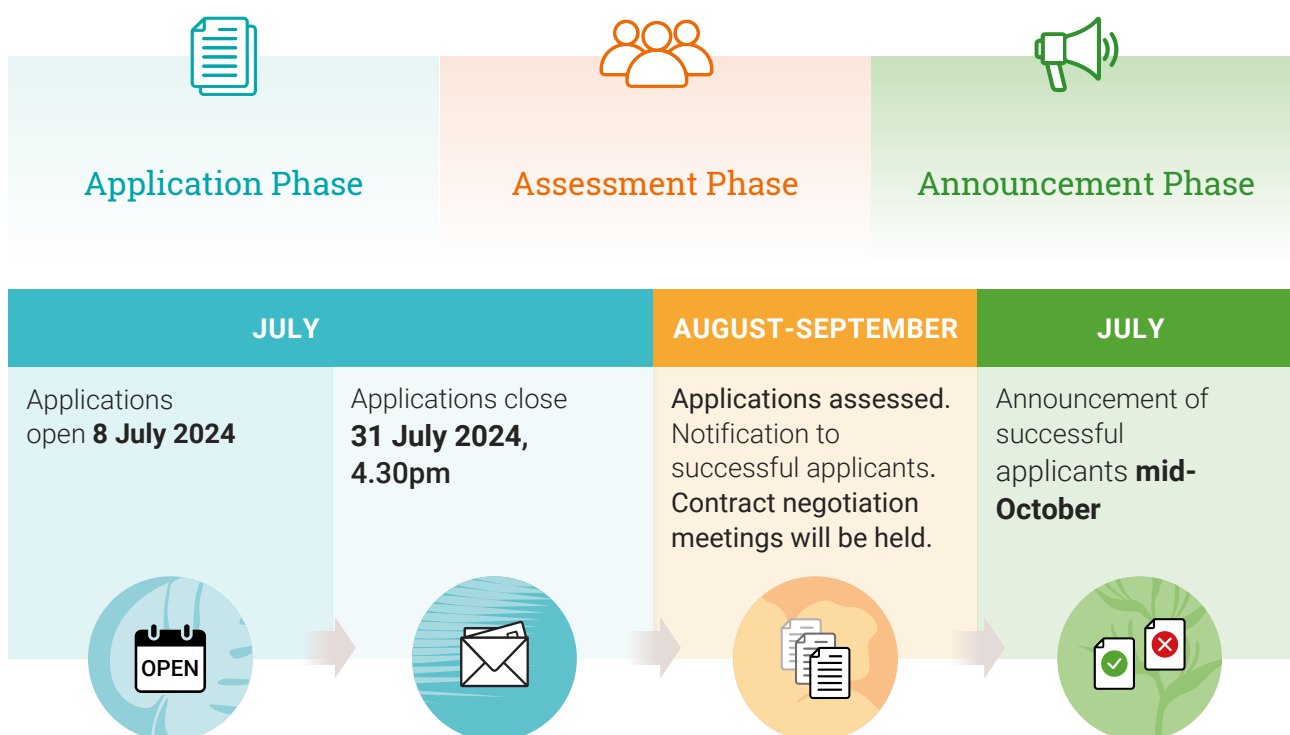 Application Phase
Assessment Phase
Announcement Phase
JULY
AUGUST-SEPTEMBER
JULY
Applications
open 8 July 2024
Applications close
31 July 2024,
4.30pm
Applications assessed.
Notification to
successful applicants.
Contract negotiation
meetings will be held.
Announcement of
successful
applicants mid-
October
OPEN